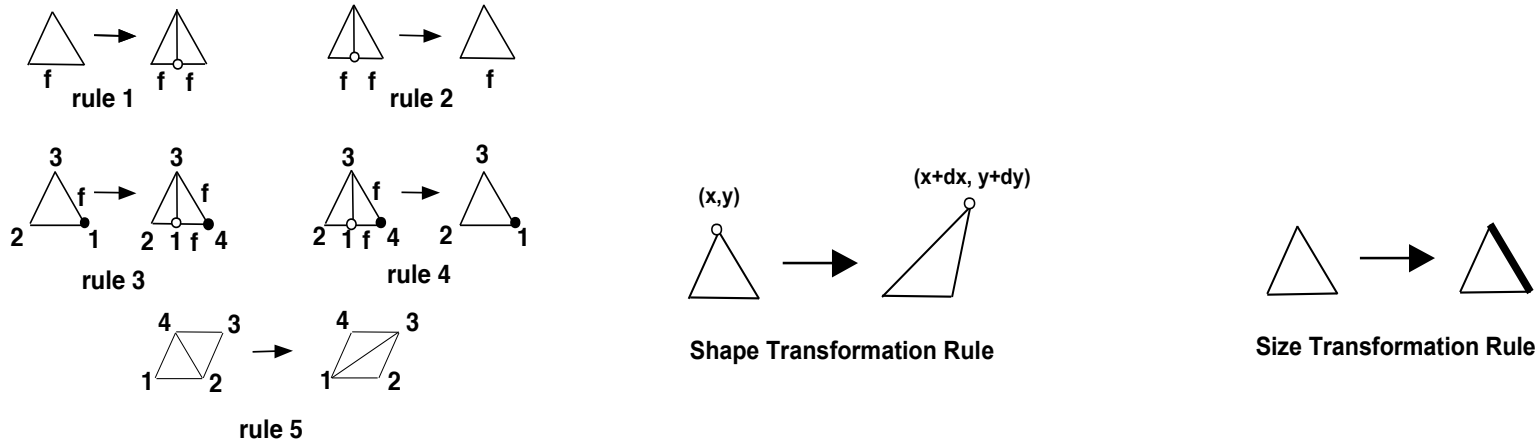 f f f
rule 1
f f f
rule 2
3 3
f f
2 1 2 1 f 4
rule 3
3 3
f
2 1 f 4 2 1
rule 4
4 3 4 3
1 2 1 2
rule 5
(x,y)
(x+dx, y+dy)
Shape Transformation Rule
Size Transformation Rule